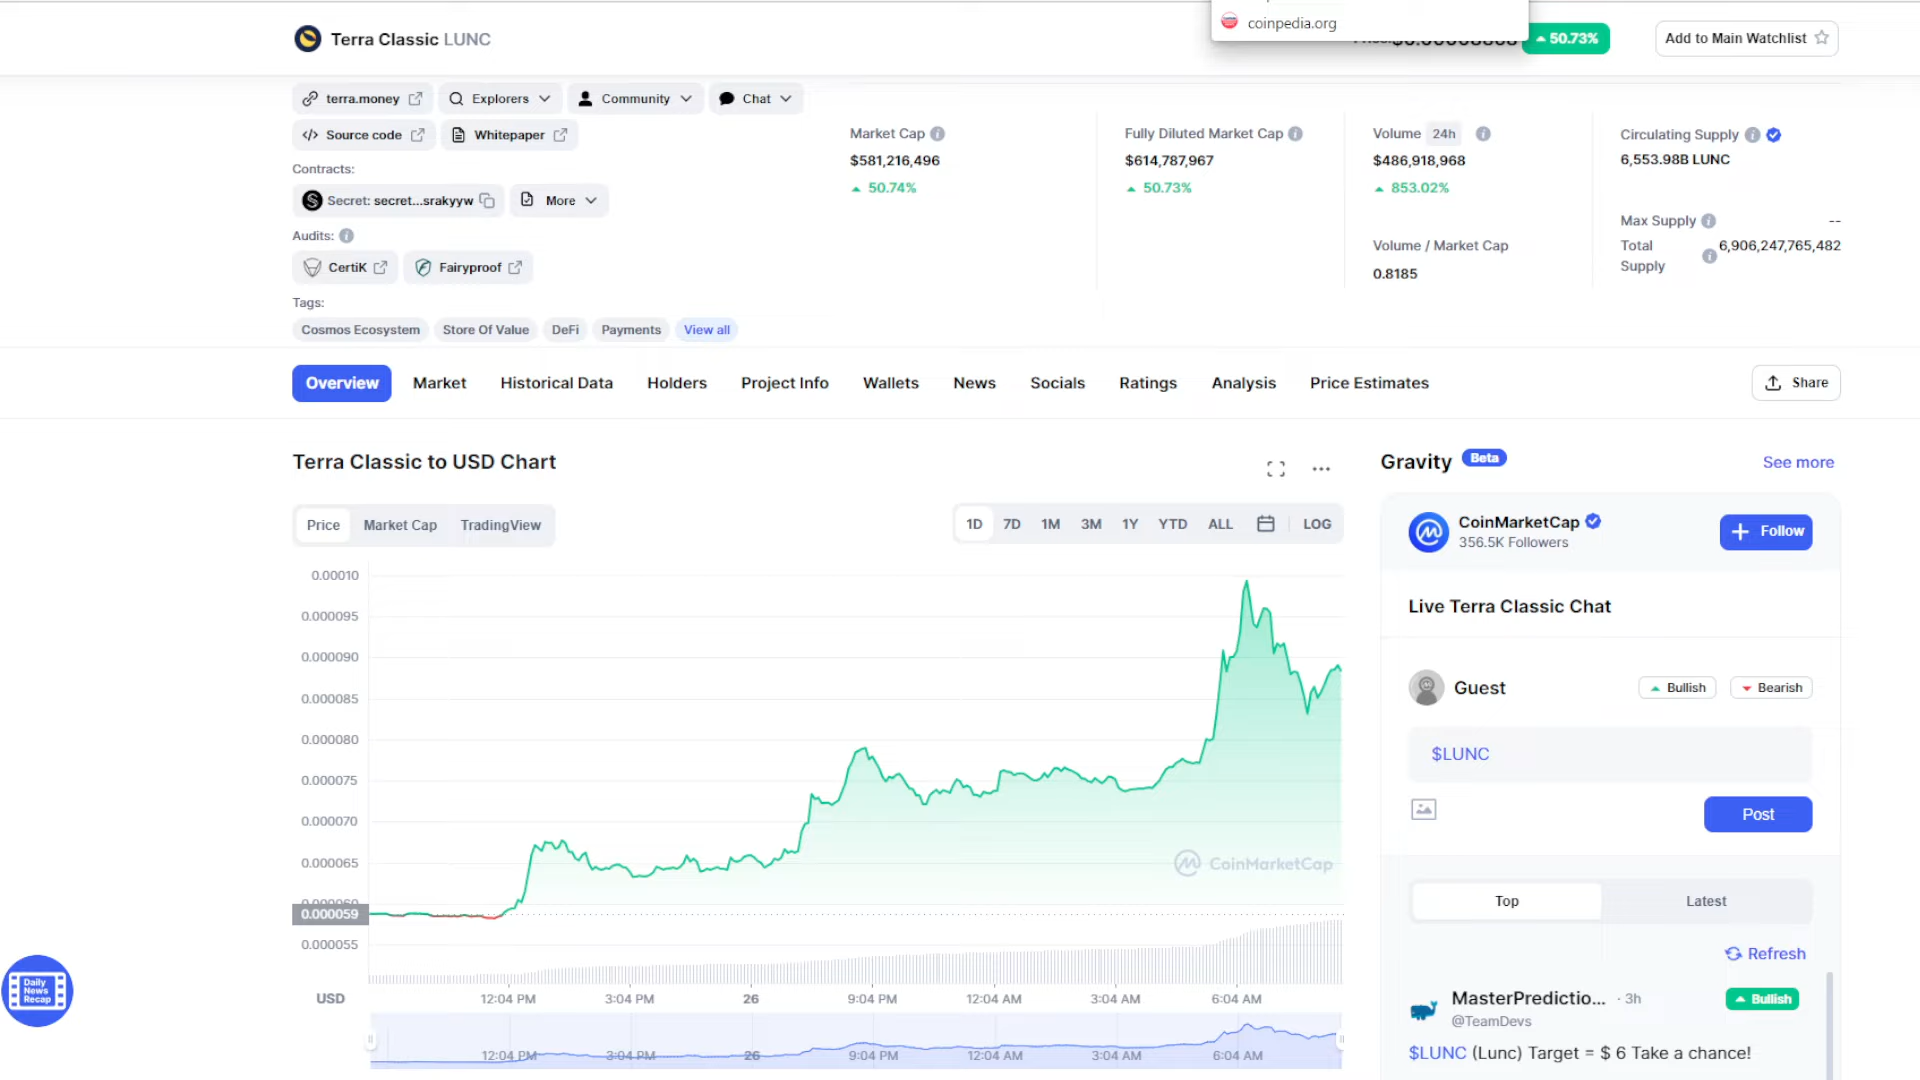 coinpedia.org
Terra Classic LUNC
50.73%
Add to Main Watchlist
terra.money
Explorers
Community
Chat
Source code
Whitepaper
Contracts:
Secret: secret...srakyyw
More
Audits:
CertiK
Fairyproof
Tags:
Cosmos Ecosystem
Store Of Value
DeFi
Payments
View all
Market Cap
$581,216,496
50.74%
Fully Diluted Market Cap
$614,787,967
50.73%
Volume 24h
$486,918,968
853.02%
Volume / Market Cap
0.8185
Circulating Supply
6,553.98B LUNC
Max Supply --
Total Supply 6,906,247,765,482
Overview
Market
Historical Data
Holders
Project Info
Wallets
News
Socials
Ratings
Analysis
Price Estimates
Share
Terra Classic to USD Chart
Price
Market Cap
TradingView
1D
7D
1M
3M
1Y
YTD
ALL
LOG
0.00010
0.000095
0.000090
0.000085
0.000080
0.000075
0.000070
0.000065
0.000060
0.000059
0.000055
CoinMarketCap
USD
12:04 PM
3:04 PM
26
9:04 PM
12:04 AM
3:04 AM
6:04 AM
12:04 PM
3:04 PM
26
9:04 PM
12:04 AM
3:04 AM
6:04 AM
Daily
News
Recap
Gravity Beta
See more
CoinMarketCap
356.5K Followers
Follow
Live Terra Classic Chat
Guest
Bullish
Bearish
$LUNC
Post
Top
Latest
Refresh
MasterPredictio... · 3h
Bullish
@TeamDevs
$LUNC (Lunc) Target = $ 6 Take a chance!